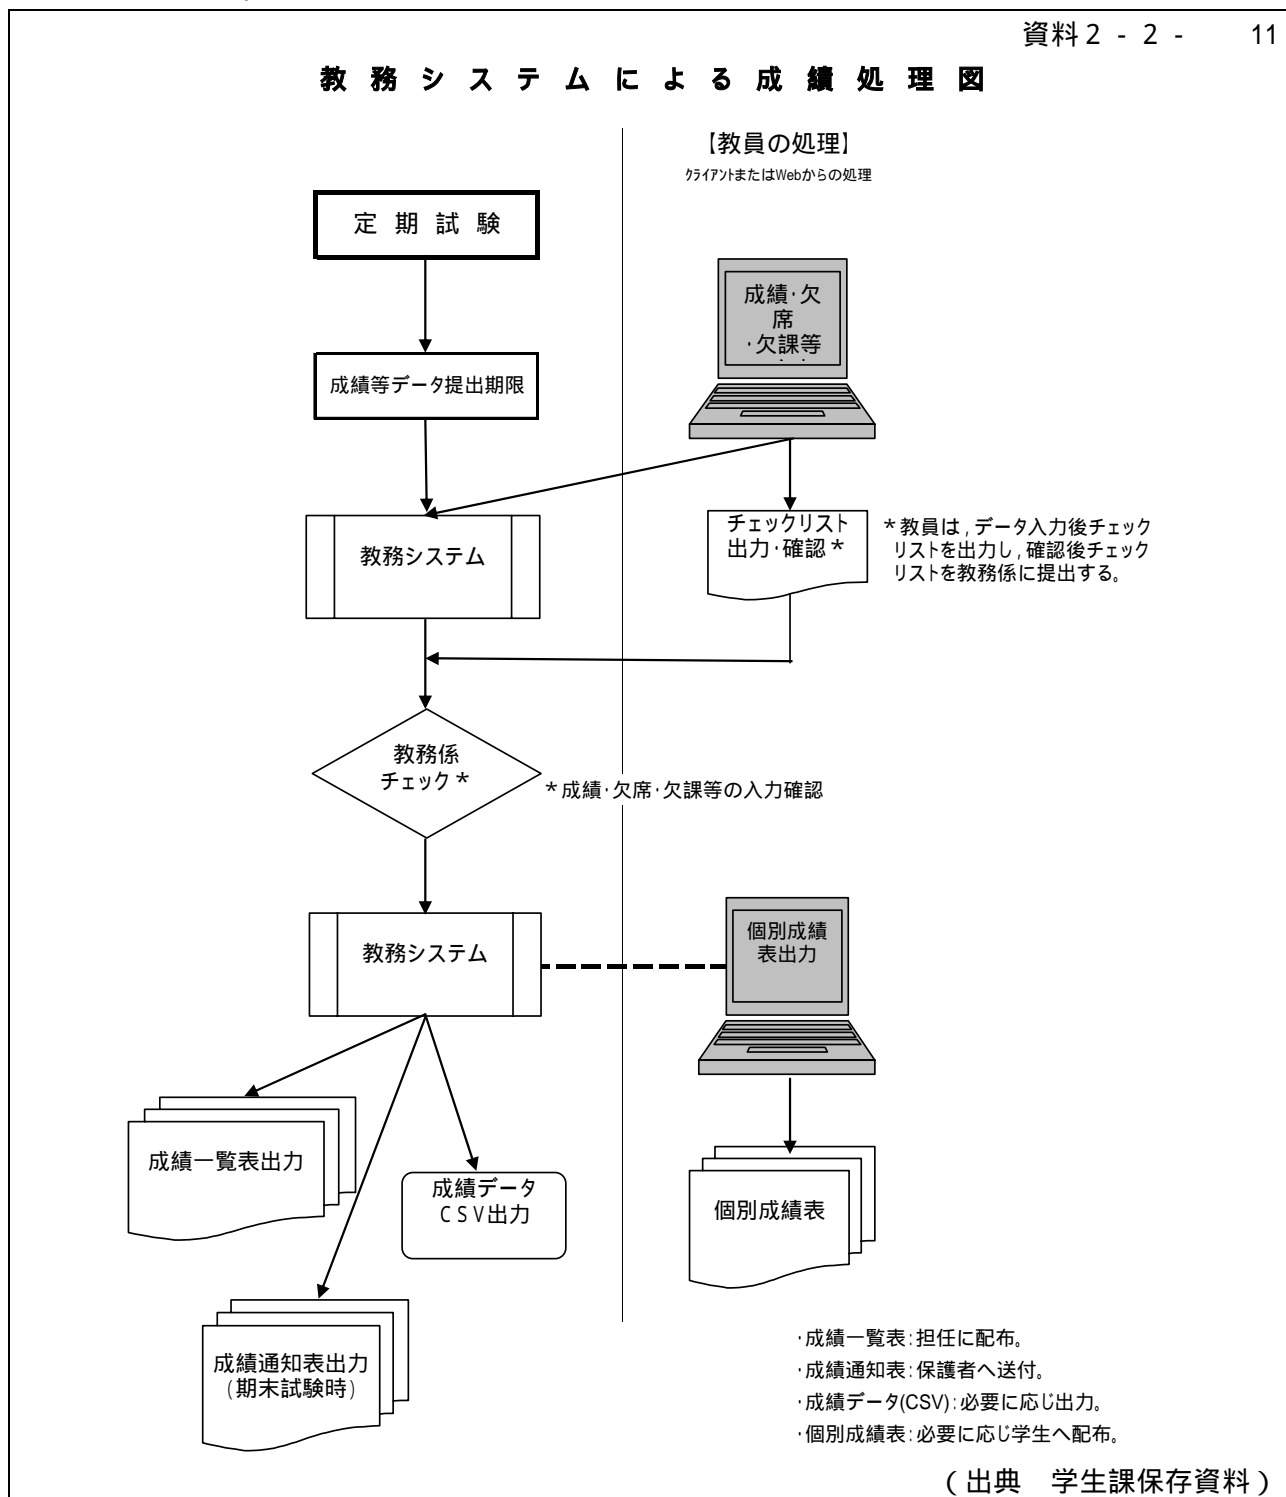 資料２－２－　11
教務システムによる成績処理図
【教員の処理】
ｸﾗｲｱﾝﾄまたはWebからの処理
定期試験
成績・欠
席
・欠課等
成績等データ提出期限
チェックリスト
出力・確認＊
＊教員は，データ入力後チェック
リストを出力し，確認後チェック
リストを教務係に提出する。
教務システム
教務係
チェック＊
＊成績・欠席・欠課等の入力確認
教務システム
個別成績
表出力
成績一覧表出力
成績データ
ＣＳＶ出力
個別成績表
成績通知表出力
（期末試験時）
・成績一覧表：担任に配布。
・成績通知表：保護者へ送付。
・成績データ(CSV)：必要に応じ出力。
・個別成績表：必要に応じ学生へ配布。
（出典　学生課保存資料）